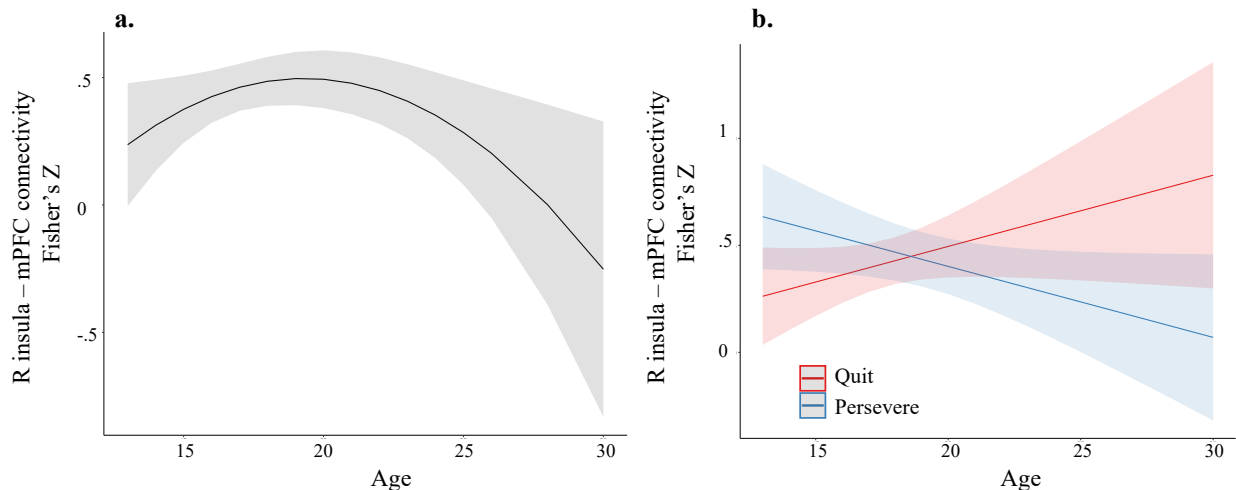 a.
R insula – mPFC connectivity
Fisher's Z
.5
0
-.5
15 20 25 30
Age
b.
R insula – mPFC connectivity
Fisher's Z
1
.5
0
Quit
Persevere
15 20 25 30
Age